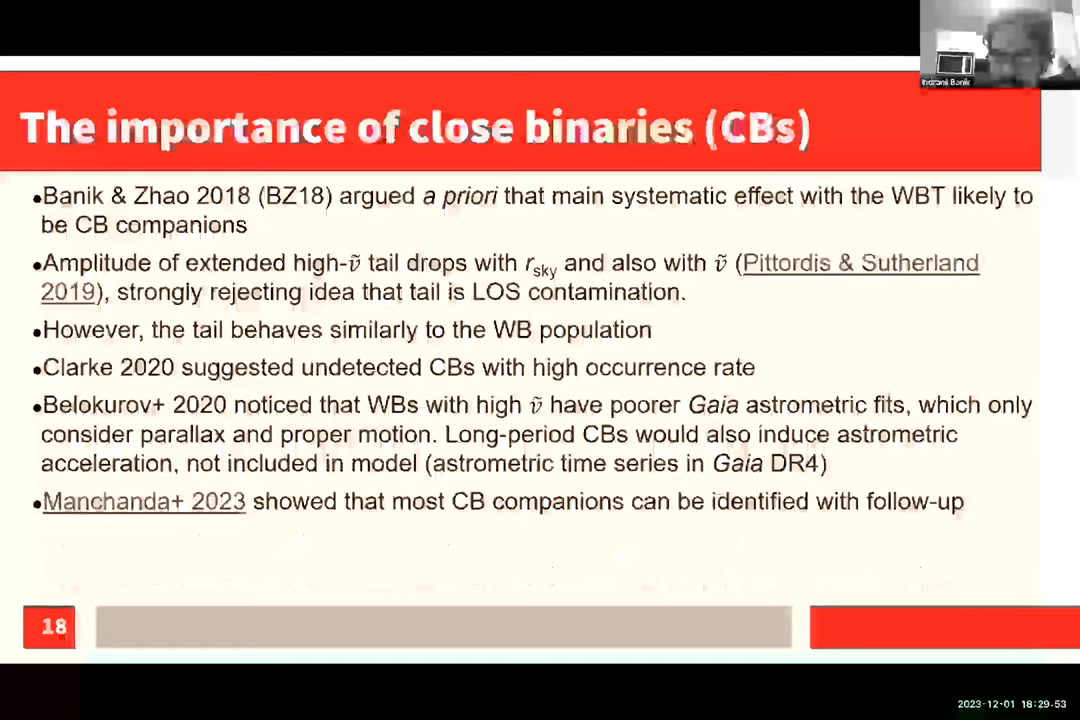 Indranil Banik
The importance of close binaries (CBs)
•Banik & Zhao 2018 (BZ18) argued a priori that main systematic effect with the WBT likely to
be CB companions
•Amplitude of extended high-ṽ tail drops with rsky and also with ṽ (Pittordis & Sutherland
2019), strongly rejecting idea that tail is LOS contamination.
•However, the tail behaves similarly to the WB population
•Clarke 2020 suggested undetected CBs with high occurrence rate
•Belokurov+ 2020 noticed that WBs with high ṽ have poorer Gaia astrometric fits, which only
consider parallax and proper motion. Long-period CBs would also induce astrometric
acceleration, not included in model (astrometric time series in Gaia DR4)
•Manchanda+ 2023 showed that most CB companions can be identified with follow-up
18
2023-12-01 18:29:53